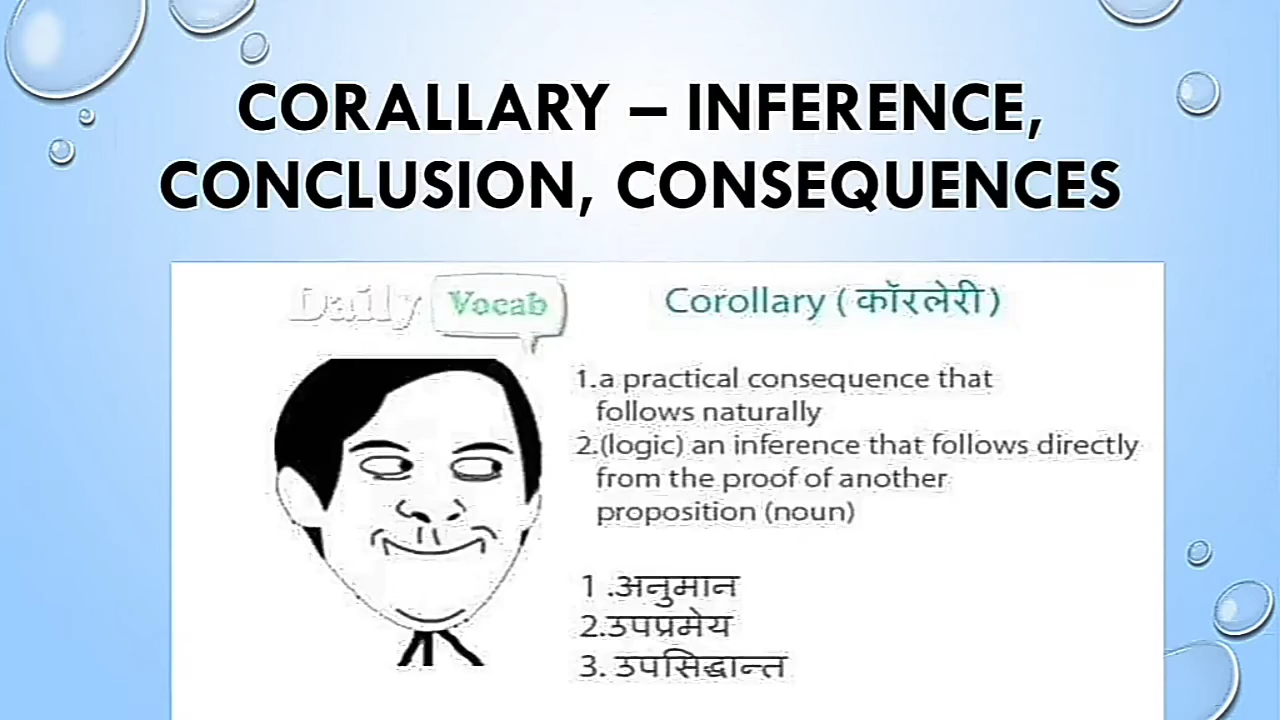 CORALLARY – INFERENCE,
CONCLUSION, CONSEQUENCES
Daily Vocab
Corollary ( कॉरलेरी )
1.a practical consequence that
follows naturally
2.(logic) an inference that follows directly
from the proof of another
proposition (noun)
1 .अनुमान
2.उपप्रमेय
3. उपसिद्धान्त